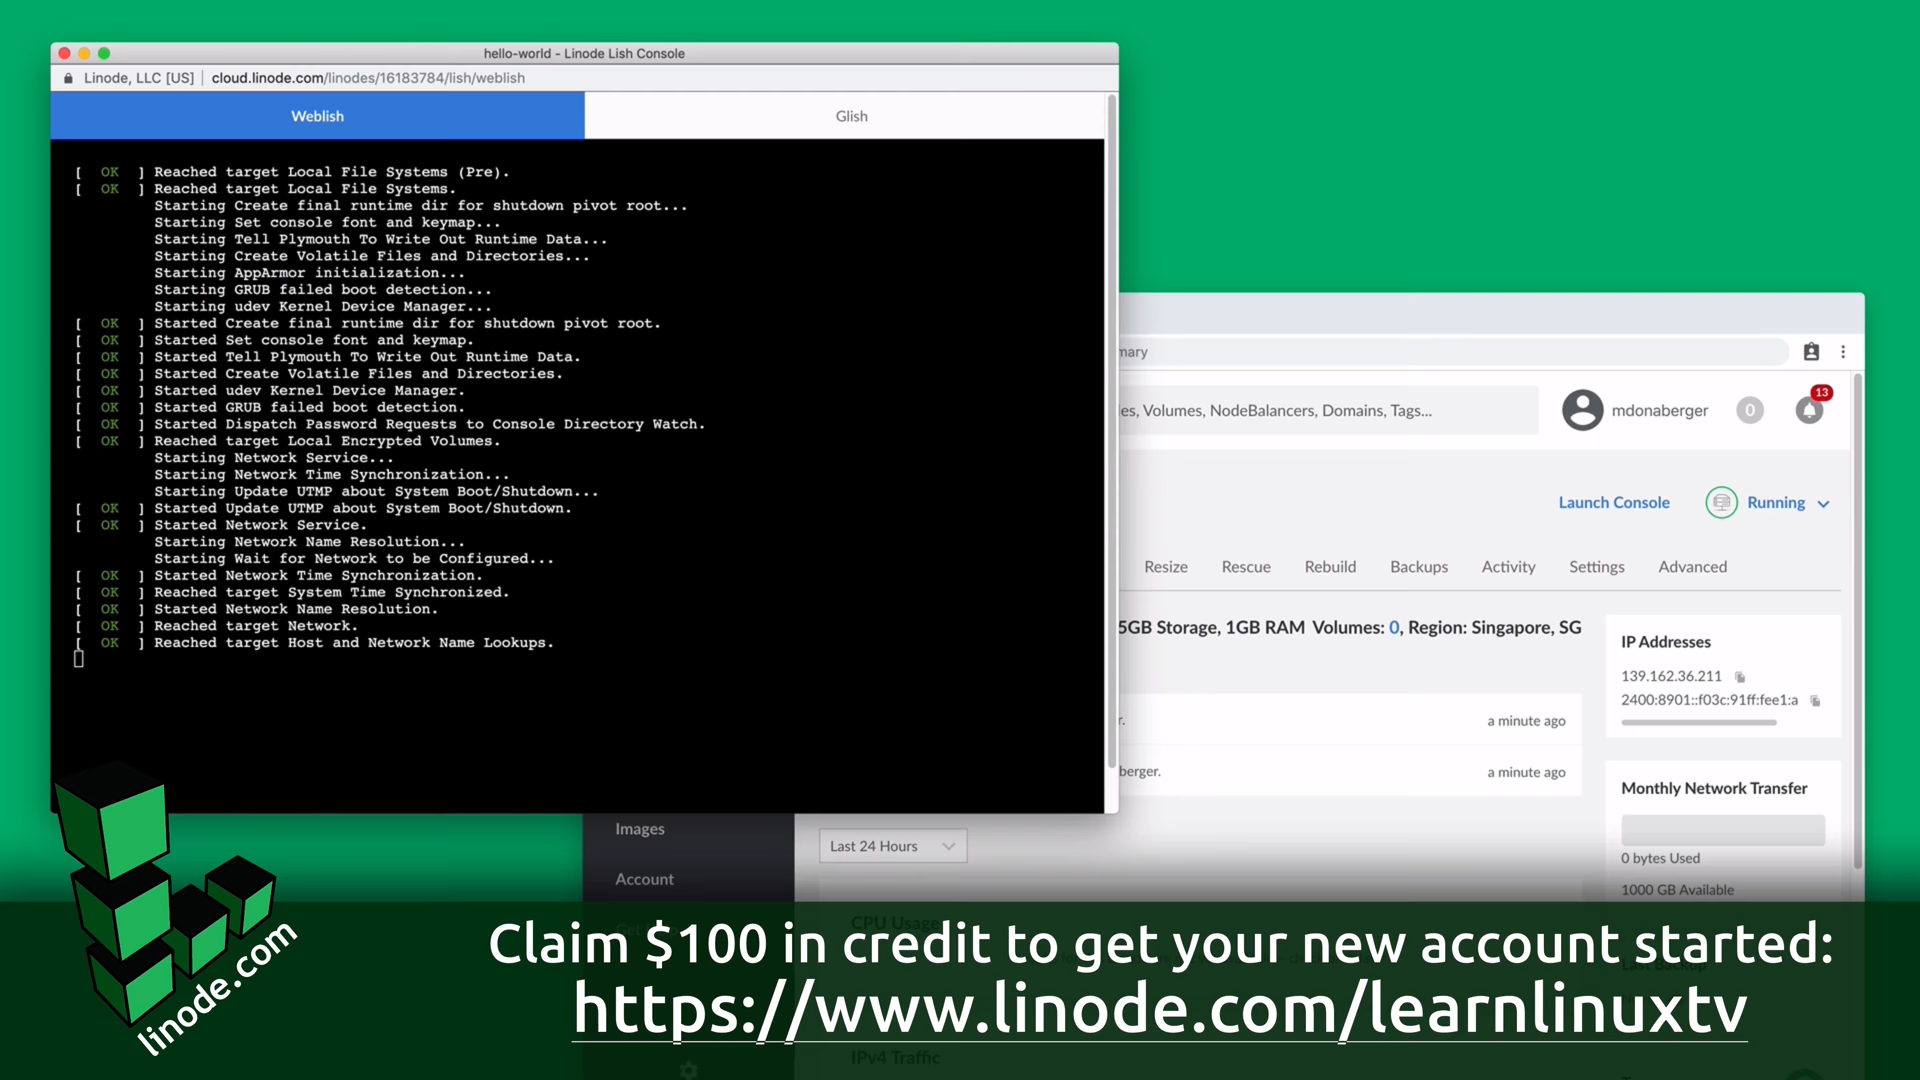 hello-world - Linode Lish Console
Linode, LLC [US] | cloud.linode.com/linodes/16183784/lish/weblish
Weblish
Glish
[ OK ] Reached target Local File Systems (Pre).
[ OK ] Reached target Local File Systems.
Starting Create final runtime dir for shutdown pivot root...
Starting Set console font and keymap...
Starting Tell Plymouth To Write Out Runtime Data...
Starting Create Volatile Files and Directories...
Starting AppArmor initialization...
Starting GRUB failed boot detection...
Starting udev Kernel Device Manager...
[ OK ] Started Create final runtime dir for shutdown pivot root.
[ OK ] Started Set console font and keymap.
[ OK ] Started Tell Plymouth To Write Out Runtime Data.
[ OK ] Started Create Volatile Files and Directories.
[ OK ] Started udev Kernel Device Manager.
[ OK ] Started GRUB failed boot detection.
[ OK ] Started Dispatch Password Requests to Console Directory Watch.
[ OK ] Reached target Local Encrypted Volumes.
Starting Network Service...
Starting Network Time Synchronization...
Starting Update UTMP about System Boot/Shutdown...
[ OK ] Started Update UTMP about System Boot/Shutdown.
[ OK ] Started Network Service.
Starting Network Name Resolution...
Starting Wait for Network to be Configured...
[ OK ] Started Network Time Synchronization.
[ OK ] Reached target System Time Synchronized.
[ OK ] Started Network Name Resolution.
[ OK ] Reached target Network.
[ OK ] Reached target Host and Network Name Lookups.
mary
es, Volumes, NodeBalancers, Domains, Tags...
mdonaberger
0
13
Launch Console
Running
Resize
Rescue
Rebuild
Backups
Activity
Settings
Advanced
5GB Storage, 1GB RAM Volumes: 0, Region: Singapore, SG
r.
a minute ago
berger.
a minute ago
IP Addresses
139.162.36.211
2400:8901::f03c:91ff:fee1:a
Monthly Network Transfer
0 bytes Used
1000 GB Available
Images
Account
Last 24 Hours
CPU Usage
Last Backup
IPv4 Traffic
linode.com
Claim $100 in credit to get your new account started:
https://www.linode.com/learnlinuxtv